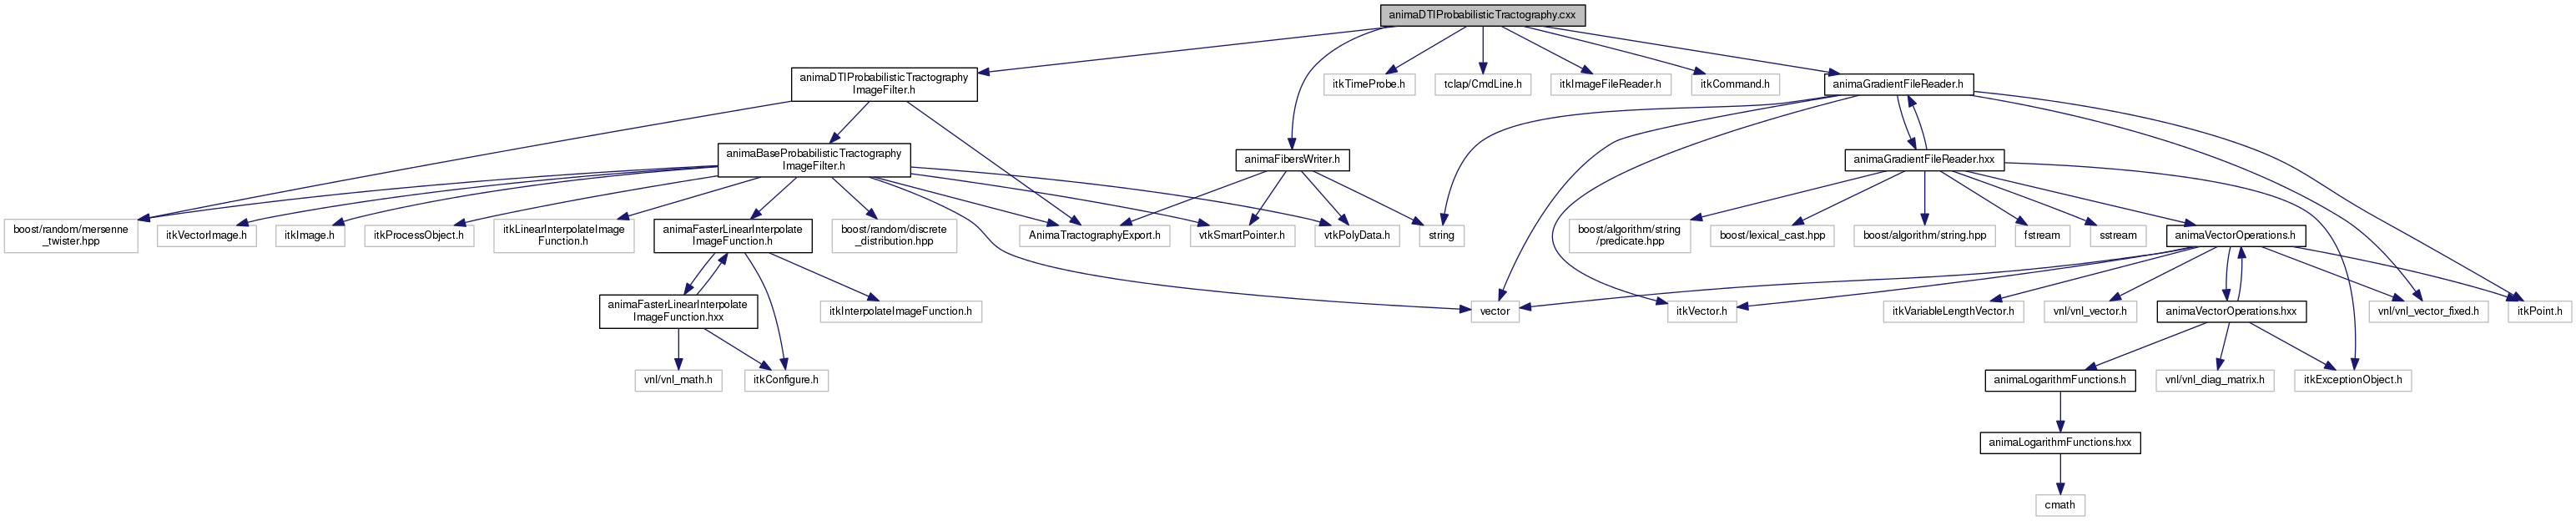 animaDTIProbabilisticTractography.cxx
animaDTIProbabilisticTractography
ImageFilter.h
itkTimeProbe.h
tclap/CmdLine.h
itkImageFileReader.h
itkCommand.h
animaGradientFileReader.h
animaBaseProbabilisticTractography
ImageFilter.h
animaFibersWriter.h
animaGradientFileReader.hxx
boost/random/mersenne
_twister.hpp
itkVectorImage.h
itkImage.h
itkProcessObject.h
itkLinearInterpolateImage
Function.h
animaFasterLinearInterpolate
ImageFunction.h
boost/random/discrete
_distribution.hpp
AnimaTractographyExport.h
vtkSmartPointer.h
vtkPolyData.h
string
boost/algorithm/string
/predicate.hpp
boost/lexical_cast.hpp
boost/algorithm/string.hpp
fstream
sstream
animaVectorOperations.h
animaFasterLinearInterpolate
ImageFunction.hxx
itkInterpolateImageFunction.h
vector
itkVector.h
itkVariableLengthVector.h
vnl/vnl_vector.h
animaVectorOperations.hxx
vnl/vnl_vector_fixed.h
itkPoint.h
vnl/vnl_math.h
itkConfigure.h
animaLogarithmFunctions.h
vnl/vnl_diag_matrix.h
itkExceptionObject.h
animaLogarithmFunctions.hxx
cmath